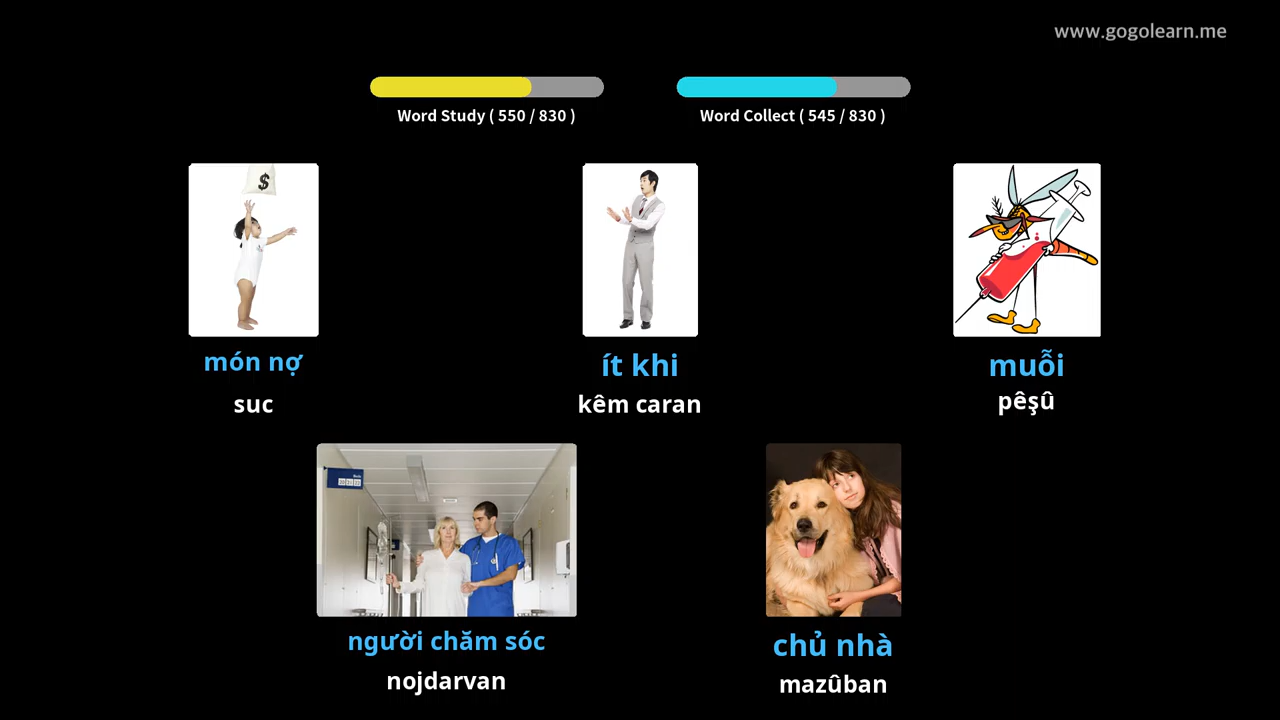 www.gogolearn.me
Word Study ( 550 / 830 )
Word Collect ( 545 / 830 )
$
món nợ
suc
ít khi
kêm caran
muỗi
pêşû
người chăm sóc
nojdarvan
chủ nhà
mazûban